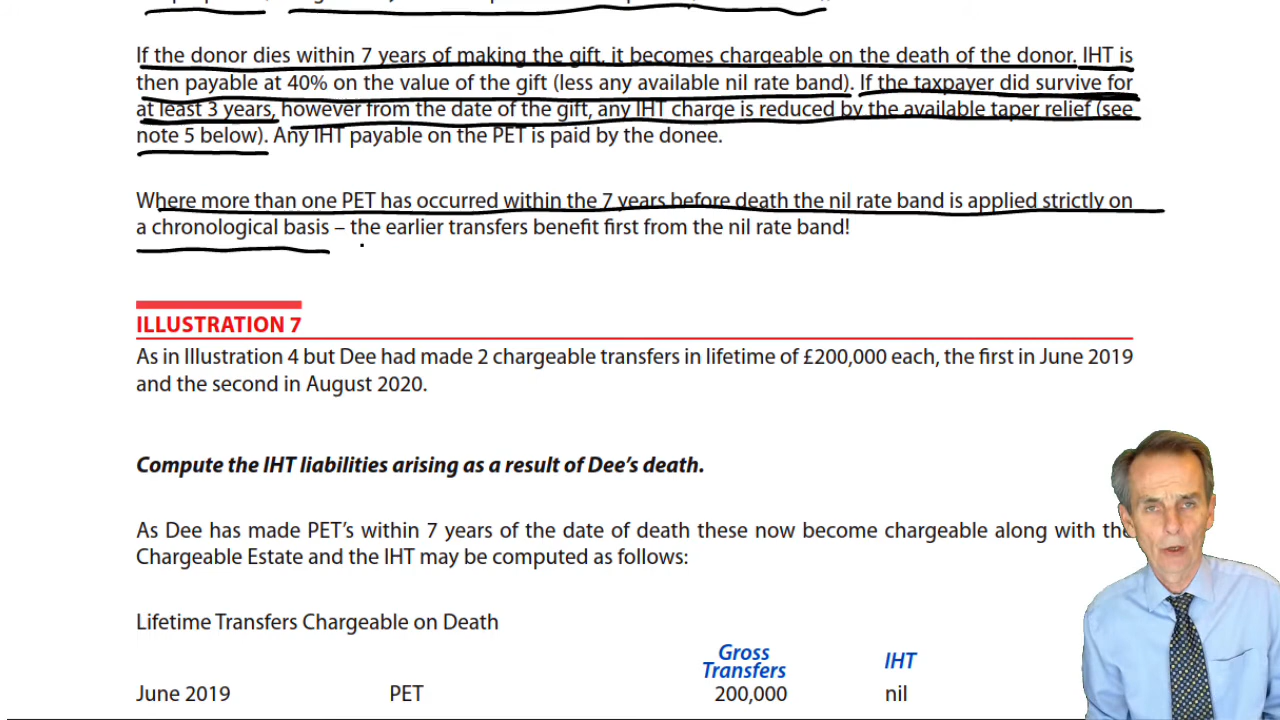 If the donor dies within 7 years of making the gift, it becomes chargeable on the death of the donor. IHT is
then payable at 40% on the value of the gift (less any available nil rate band). If the taxpayer did survive for
at least 3 years, however from the date of the gift, any IHT charge is reduced by the available taper relief (see
note 5 below). Any IHT payable on the PET is paid by the donee.
Where more than one PET has occurred within the 7 years before death the nil rate band is applied strictly on
a chronological basis – the earlier transfers benefit first from the nil rate band!
ILLUSTRATION 7
As in Illustration 4 but Dee had made 2 chargeable transfers in lifetime of £200,000 each, the first in June 2019
and the second in August 2020.
Compute the IHT liabilities arising as a result of Dee's death.
As Dee has made PET's within 7 years of the date of death these now become chargeable along with the
Chargeable Estate and the IHT may be computed as follows:
Lifetime Transfers Chargeable on Death
Gross
Transfers
IHT
June 2019 PET 200,000 nil